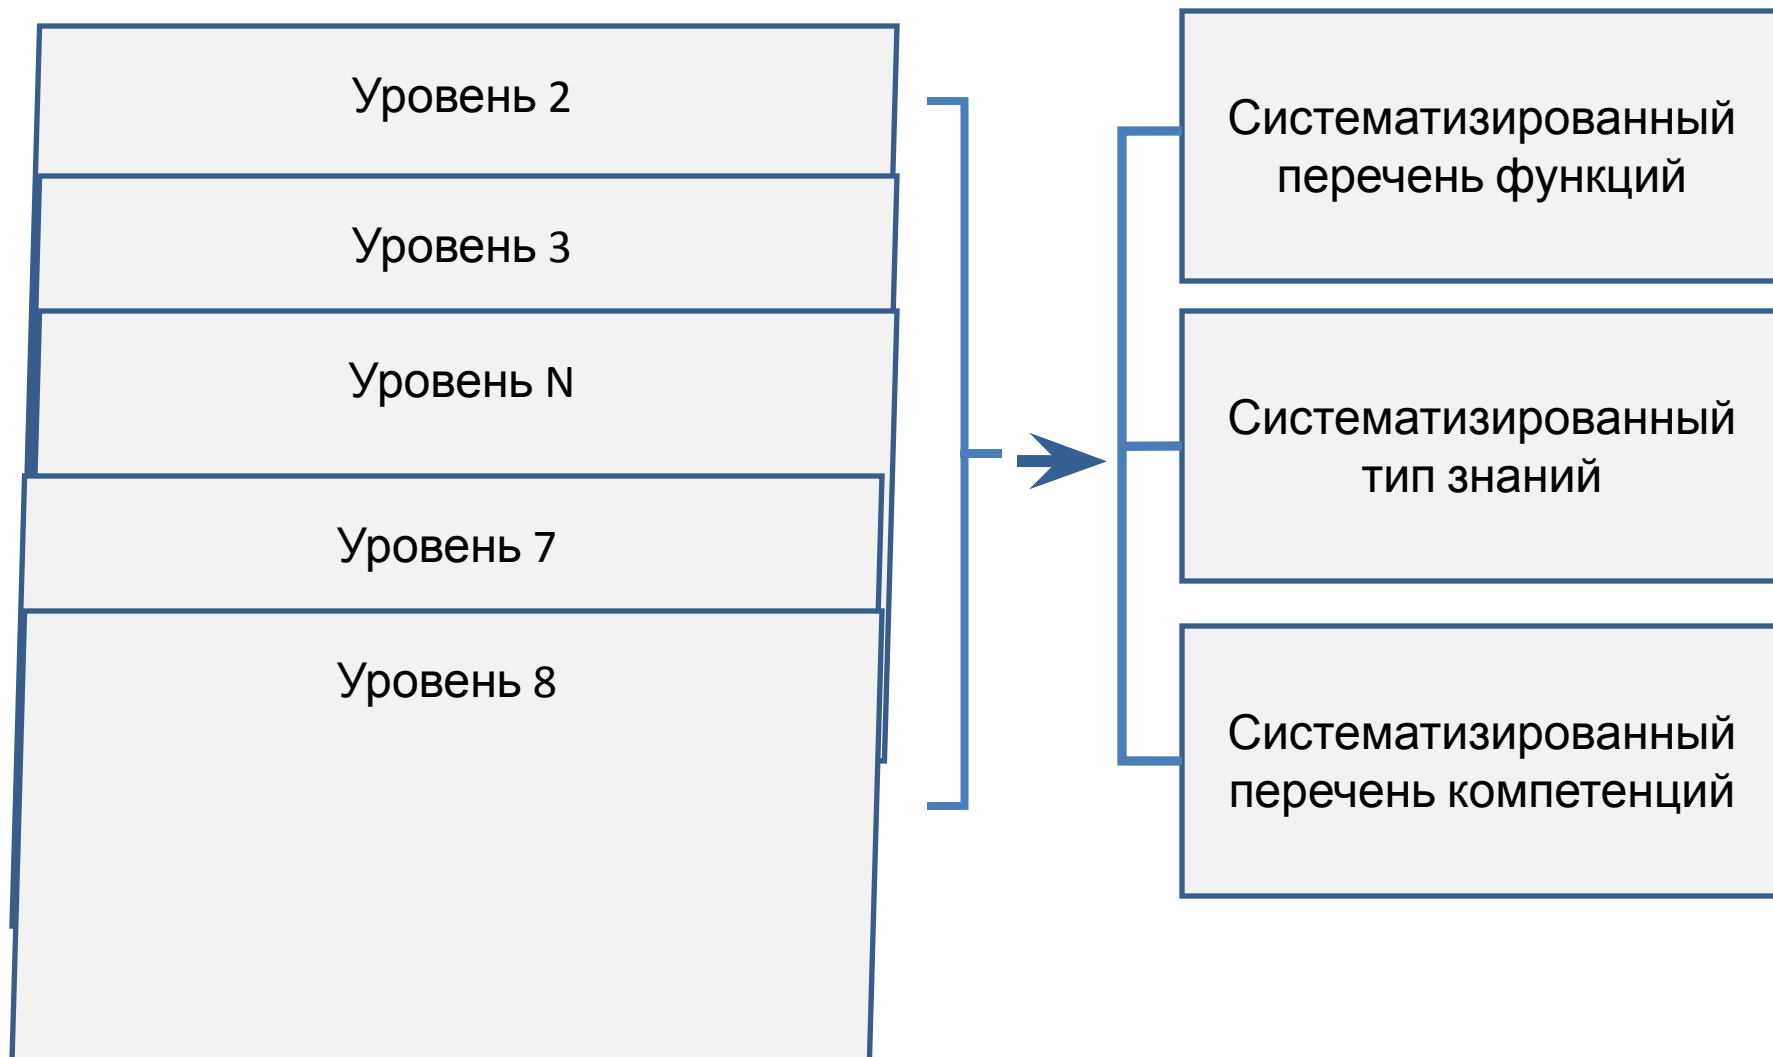 Уровень 2
Уровень 3
Уровень N
Уровень 7
Уровень 8
Систематизированный
перечень функций
Систематизированный
тип знаний
Систематизированный
перечень компетенций